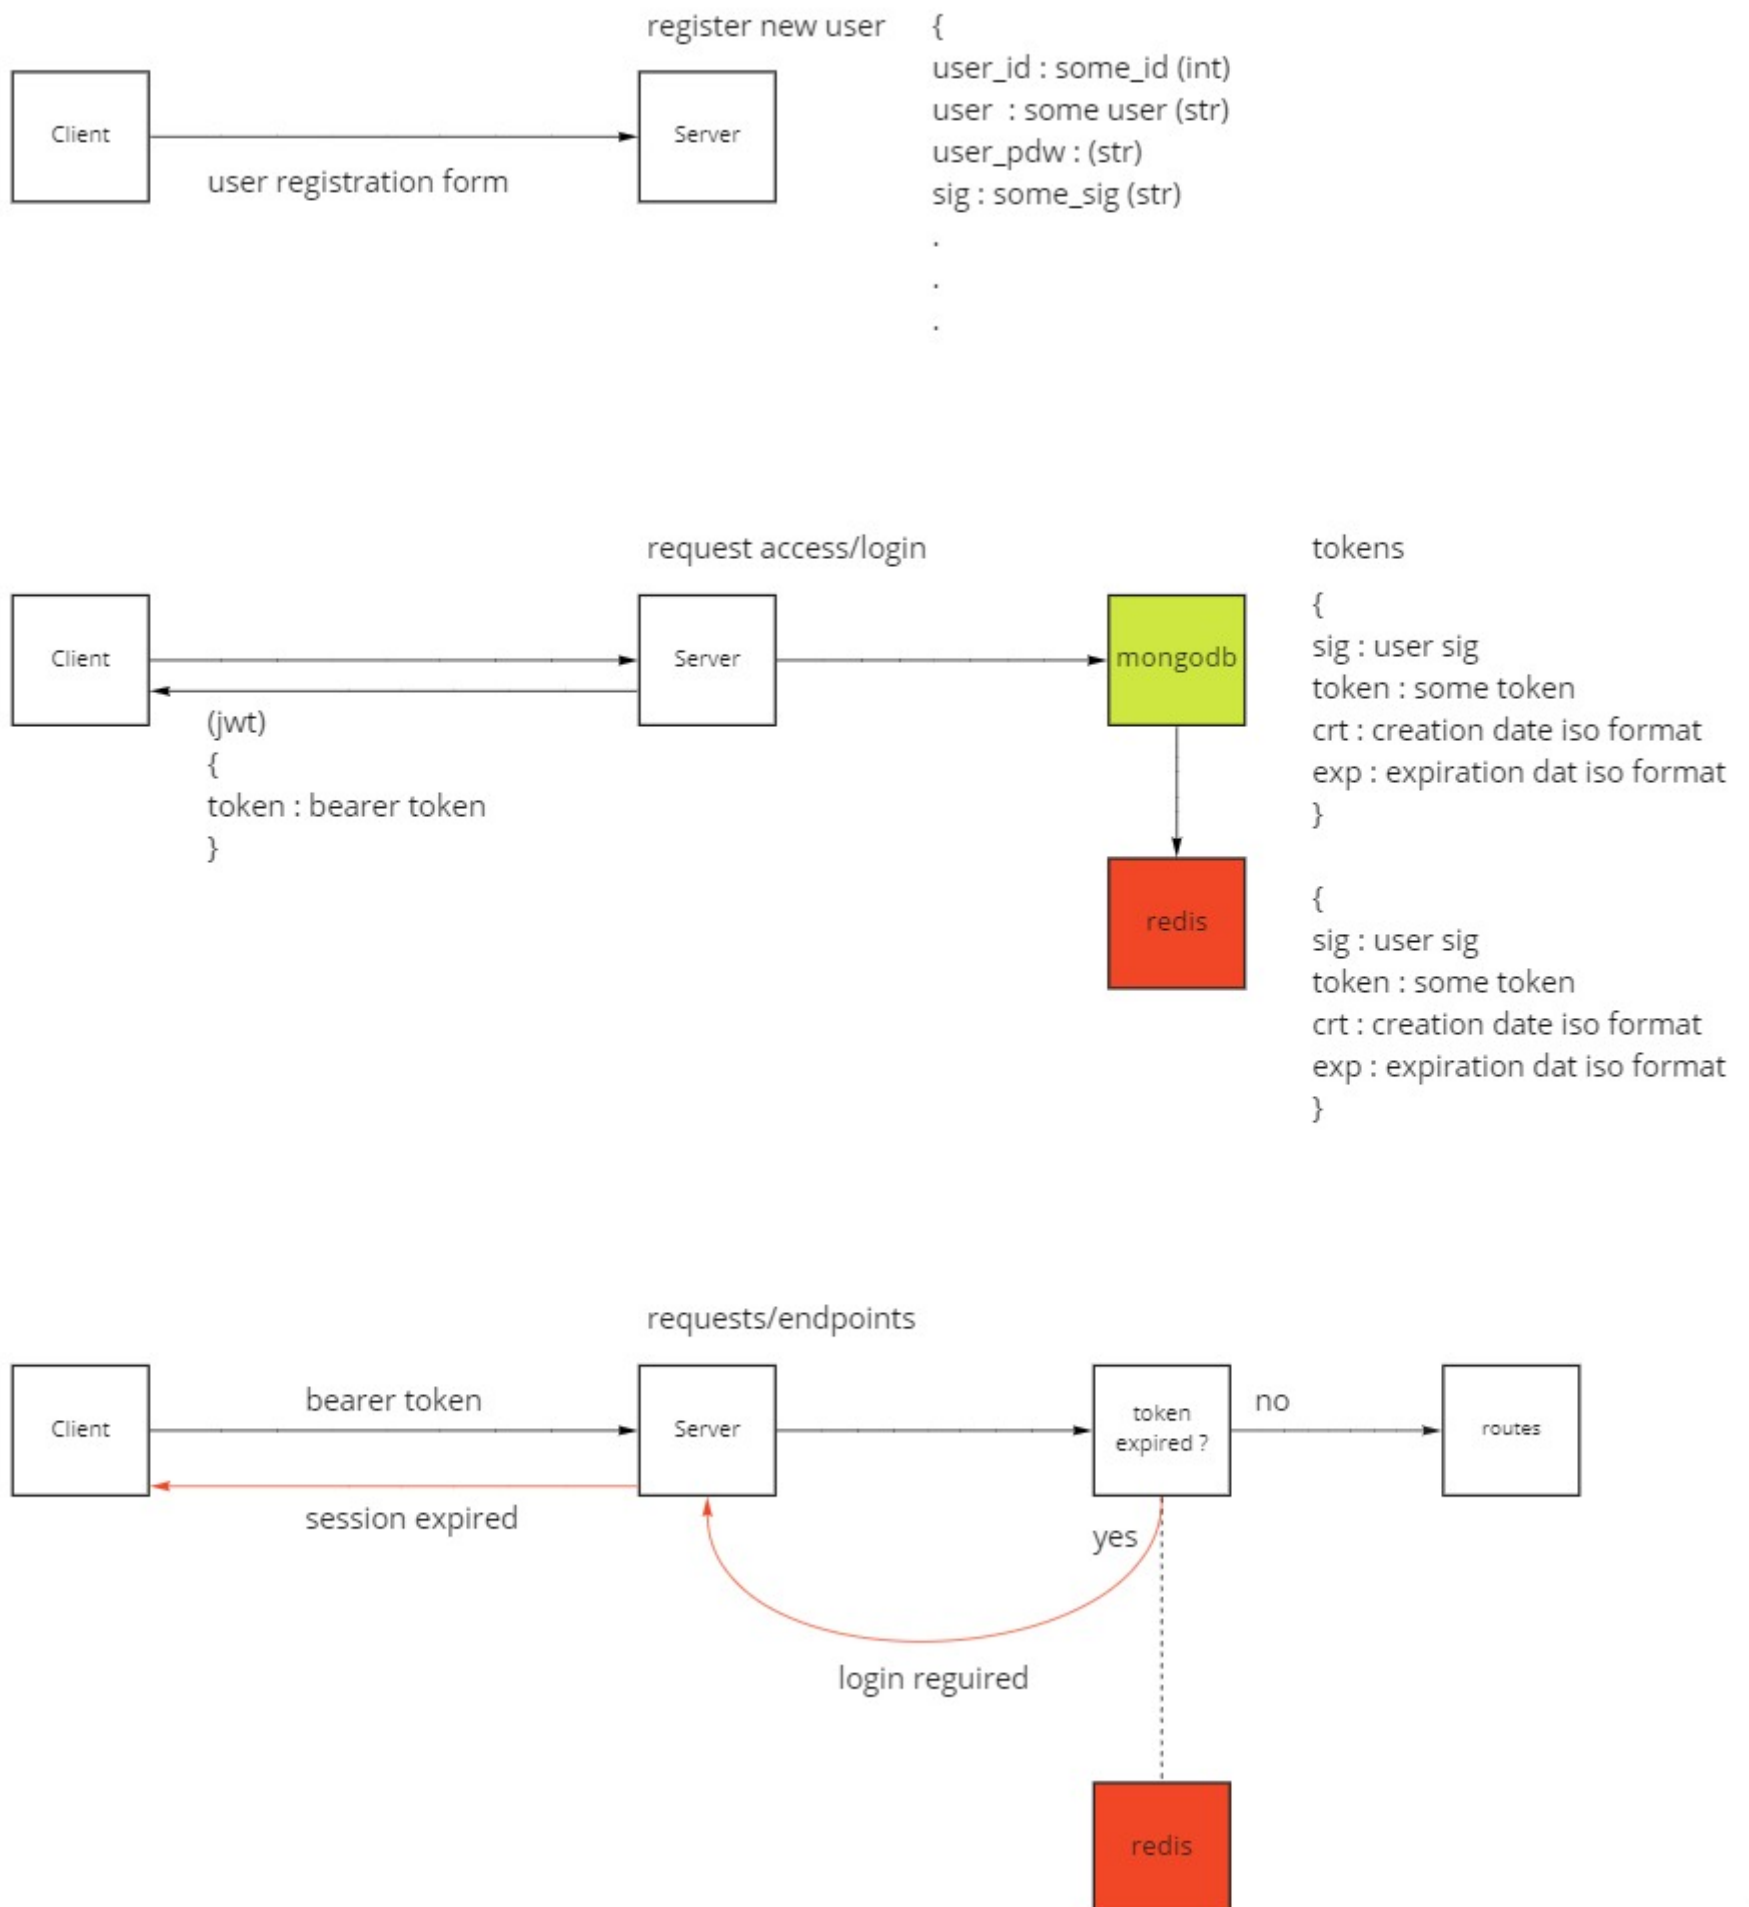 register new user
{
user_id : some_id (int)
user : some user (str)
user_pdw : (str)
sig : some_sig (str)
.
.
.
Client
Server
user registration form
request access/login
tokens
Client
Server
mongodb
(jwt)
{
token : bearer token
}
{
sig : user sig
token : some token
crt : creation date iso format
exp : expiration dat iso format
}
redis
{
sig : user sig
token : some token
crt : creation date iso format
exp : expiration dat iso format
}
requests/endpoints
Client
bearer token
Server
token
expired ?
no
routes
session expired
yes
login reguired
redis